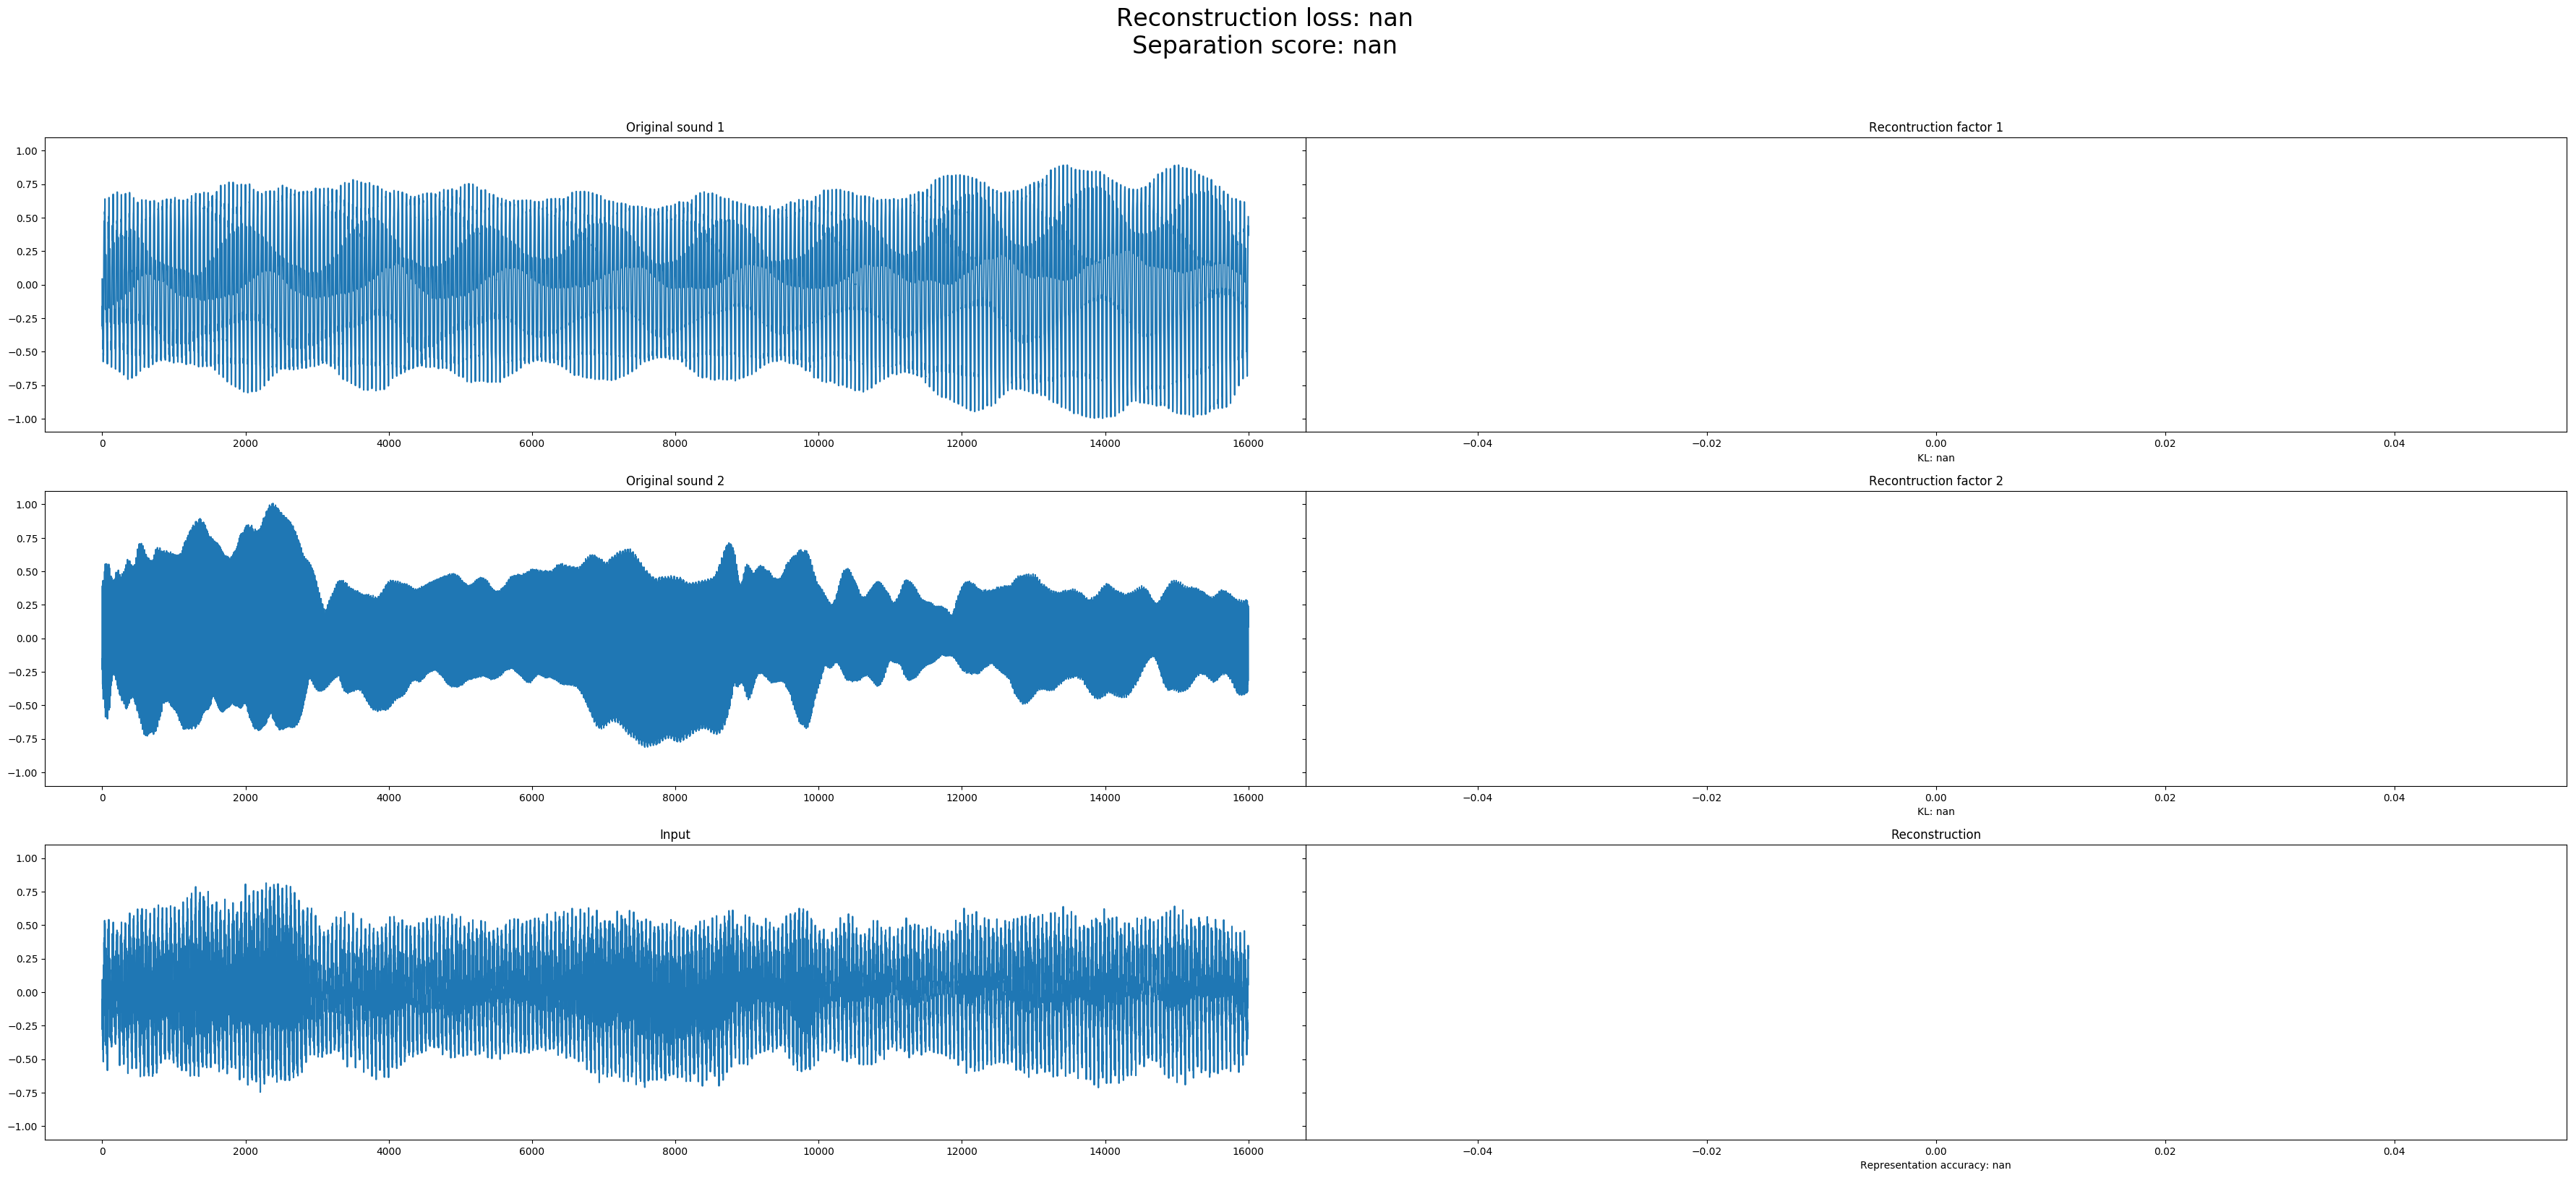 Reconstruction loss: nan
Separation score: nan
Original sound 1
Recontruction factor 1
1.00
0.75
0.50
0.25
0.00
−0.25
−0.50
−0.75
−1.00
0 2000 4000 6000 8000 10000 12000 14000 16000
−0.04 −0.02 0.00 0.02 0.04
KL: nan
Original sound 2
Recontruction factor 2
1.00
0.75
0.50
0.25
0.00
−0.25
−0.50
−0.75
−1.00
0 2000 4000 6000 8000 10000 12000 14000 16000
−0.04 −0.02 0.00 0.02 0.04
KL: nan
Input
Reconstruction
1.00
0.75
0.50
0.25
0.00
−0.25
−0.50
−0.75
−1.00
0 2000 4000 6000 8000 10000 12000 14000 16000
−0.04 −0.02 0.00 0.02 0.04
Representation accuracy: nan